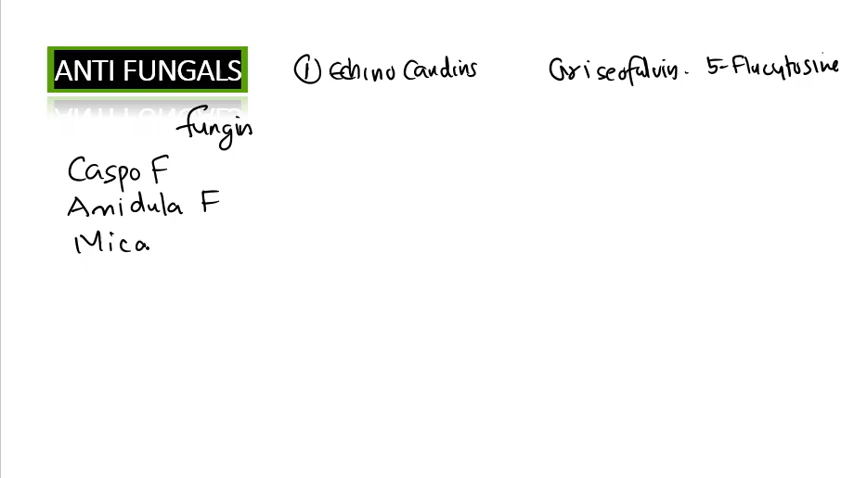 ANTI FUNGALS ① Echino Candins Griseofulvin. 5-Flucytosine
fungin
Caspo F
Anidula F
Mica